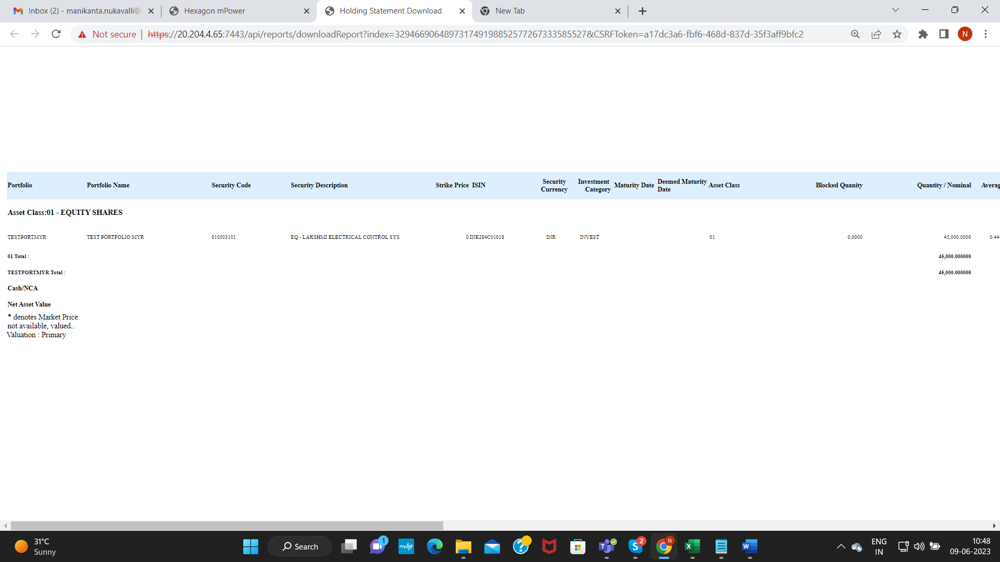 Inbox (2) - manikanta.nukavalli@
Hexagon mPower
Holding Statement Download
New Tab
Not secure
https://20.204.4.65:7443/api/reports/downloadReport?index=329466906489731749198852577267333585527&CSRFToken=a17dc3a6-fbf6-468d-837d-35f3aff9bfc2
N
Portfolio Portfolio Name Security Code Security Description Strike Price ISIN Security Currency Investment Category Maturity Date Deemed Maturity Date Asset Class Blocked Quanity Quantity / Nominal Averag
Asset Class:01 - EQUITY SHARES
TESTPORTMYR TEST PORTFOLIO MYR 010503101 EQ - LAKSHMI ELECTRICAL CONTROL SYS 0 INE284C01018 INR INVEST 01 0.0000 45,000.0000 0.44
01 Total : 45,000.000000
TESTPORTMYR Total : 45,000.000000
Cash/NCA
Net Asset Value
* denotes Market Price
not available, valued..
Valuation : Primary
31°C
Sunny
Search
1
myhp
2
N
ENG
IN
10:48
09-06-2023